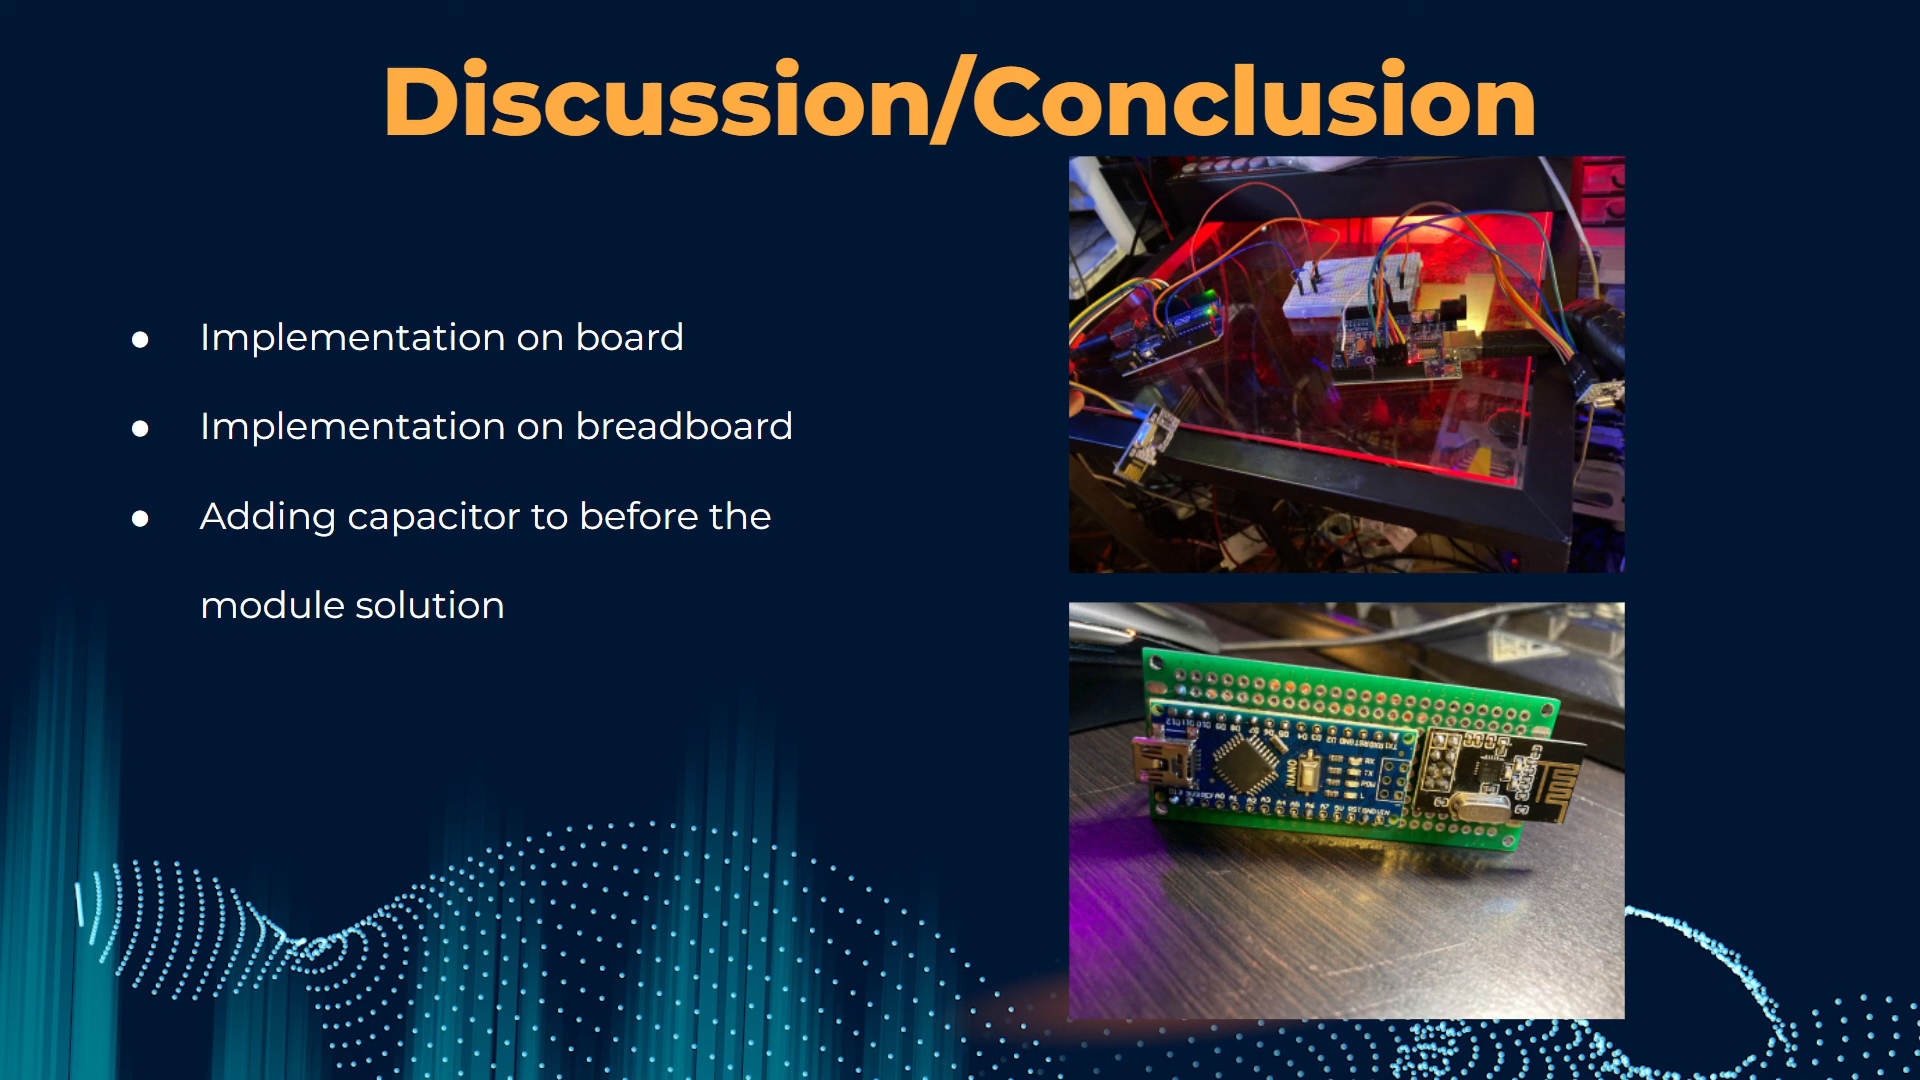 Discussion/Conclusion
● Implementation on board
● Implementation on breadboard
● Adding capacitor to before the
module solution
NANO